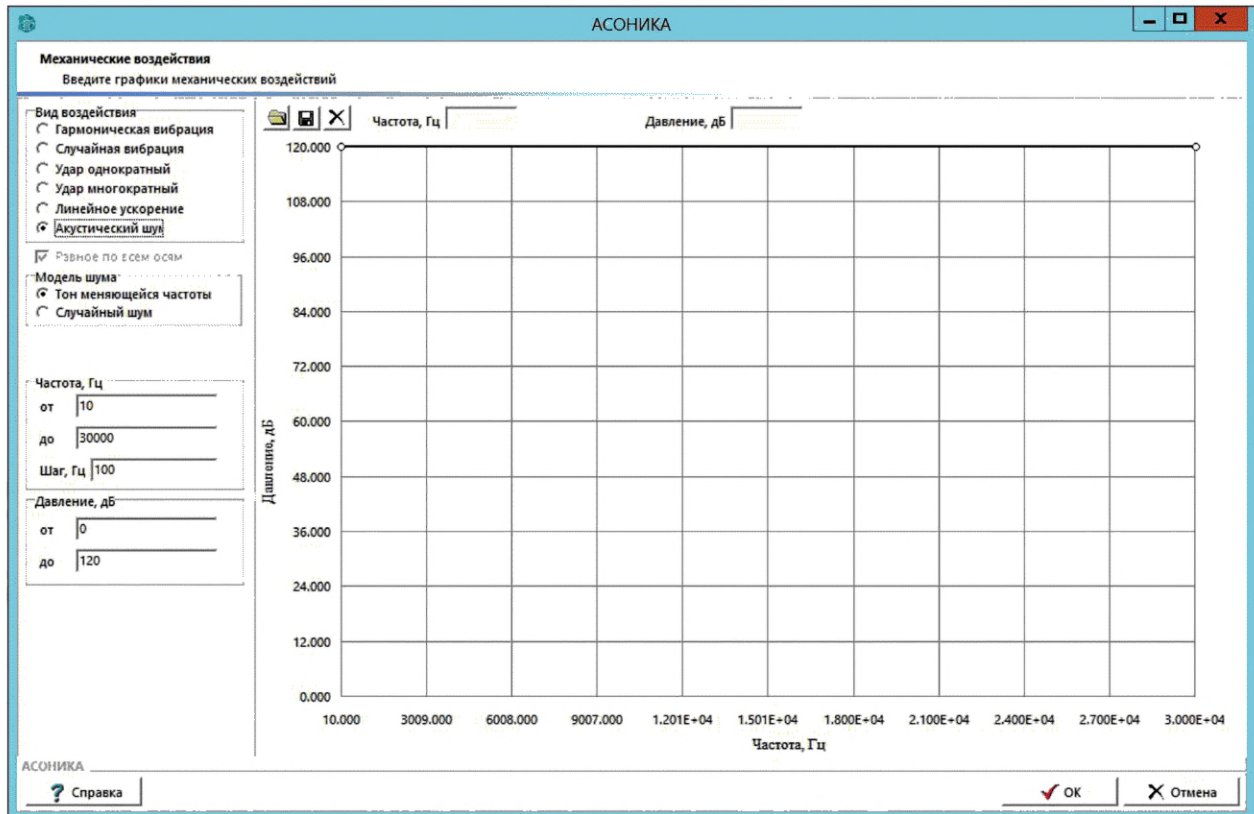 АСОНИКА
X
Механические воздействия
Введите графики механических воздействий
Вид воздействия
Гармоническая вибрация
Случайная вибрация
Удар однократный
Удар многократный
Линейное ускорение
Акустический шум
Равное по всем осям
Модель шума
Тон меняющейся частоты
Случайный шум
Частота, Гц
от 10
до 30000
Шаг, Гц 100
Давление, дБ
от 0
до 120
Частота, Гц Давление, дБ
120.000
108.000
96.000
84.000
72.000
60.000
48.000
36.000
24.000
12.000
0.000
Давление, дБ
10.000 3009.000 6008.000 9007.000 1.201E+04 1.501E+04 1.800E+04 2.100E+04 2.400E+04 2.700E+04 3.000E+04
Частота, Гц
АСОНИКА
? Справка OK Отмена